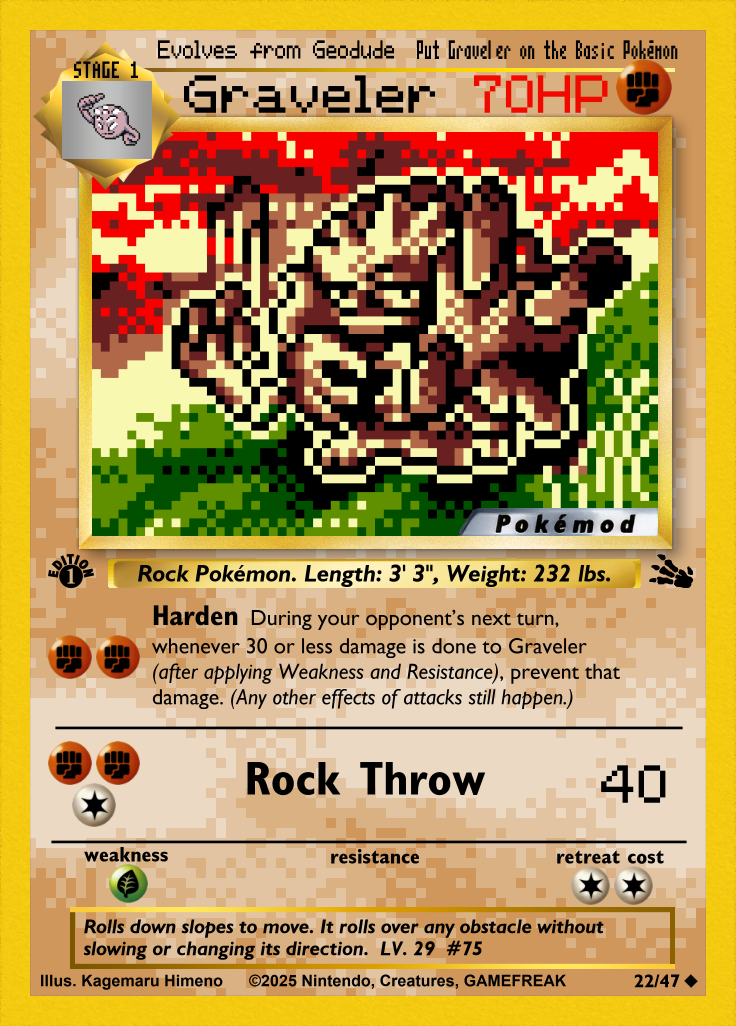 Evolves from Geodude Put Graveler on the Basic Pokémon
STAGE 1
Graveler 70HP
Pokémod
EDITION 1
Rock Pokémon. Length: 3' 3", Weight: 232 lbs.
Harden During your opponent's next turn,
whenever 30 or less damage is done to Graveler
(after applying Weakness and Resistance), prevent that
damage. (Any other effects of attacks still happen.)
Rock Throw 40
weakness resistance retreat cost
Rolls down slopes to move. It rolls over any obstacle without
slowing or changing its direction. LV. 29 #75
Illus. Kagemaru Himeno ©2025 Nintendo, Creatures, GAMEFREAK 22/47